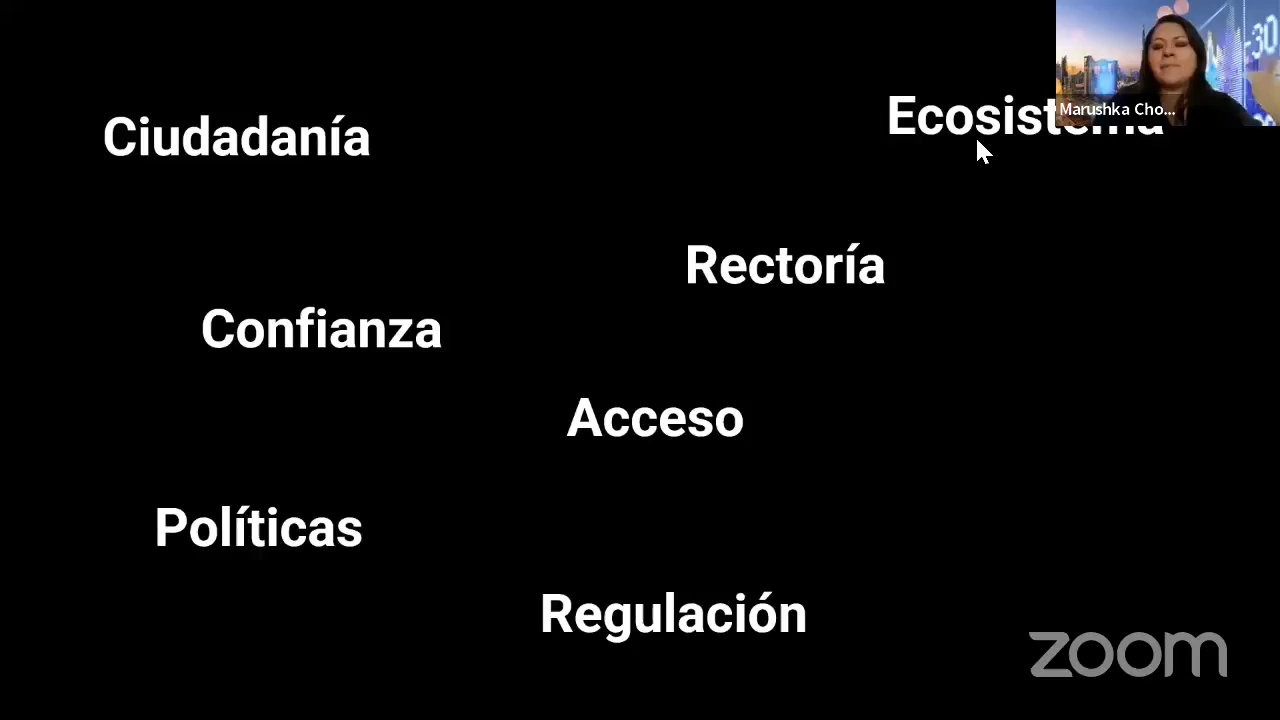 Ciudadanía
Ecosistema
Marushka Cho...
Rectoría
Confianza
Acceso
Políticas
Regulación
zoom